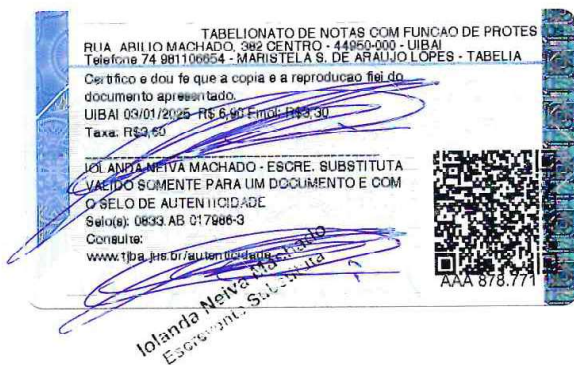 TABELIONATO DE NOTAS COM FUNCAO DE PROTES
RUA ABILIO MACHADO, 382 CENTRO - 44950-000 - UIBAI
Telefone 74 981106654 - MARISTELA S. DE ARAUJO LOPES - TABELIA
Certifico e dou fe que a copia e a reproducao fiel do
documento apresentado.
UIBAI 03/01/2025 R$ 6,90 Emol: R$3,30
Taxa: R$3,60
IOLANDA NEIVA MACHADO - ESCRE. SUBSTITUTA
VALIDO SOMENTE PARA UM DOCUMENTO E COM
O SELO DE AUTENTICIDADE
Selo(s): 0833.AB 017986-3
Consulte:
www.tjba.jus.br/autenticidade
Iolanda Neiva Machado
Escrevente Substituta
AAA 878.771